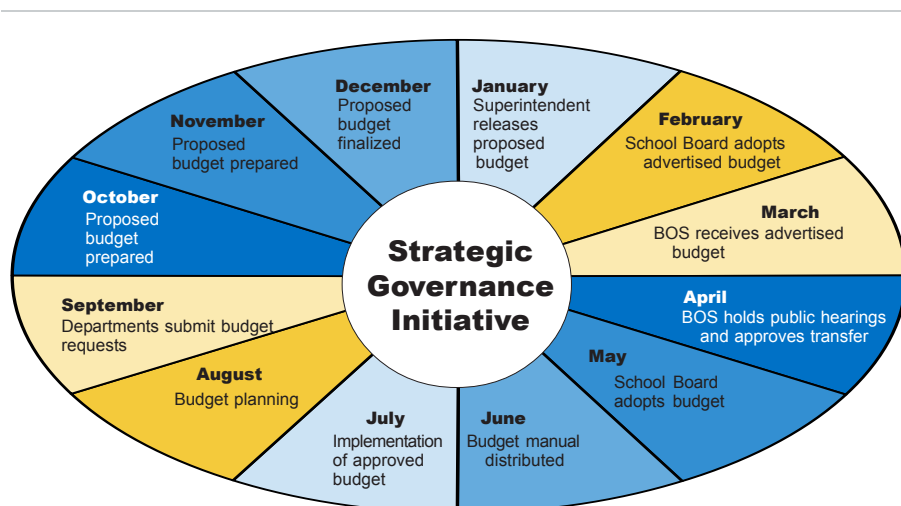 January
Superintendent
releases
proposed
budget
February
School Board adopts
advertised budget
March
BOS receives advertised
budget
April
BOS holds public hearings
and approves transfer
May
School Board
adopts budget
June
Budget manual
distributed
July
Implementation
of approved
budget
August
Budget planning
September
Departments submit budget
requests
October
Proposed
budget
prepared
November
Proposed
budget prepared
December
Proposed
budget
finalized
Strategic
Governance
Initiative